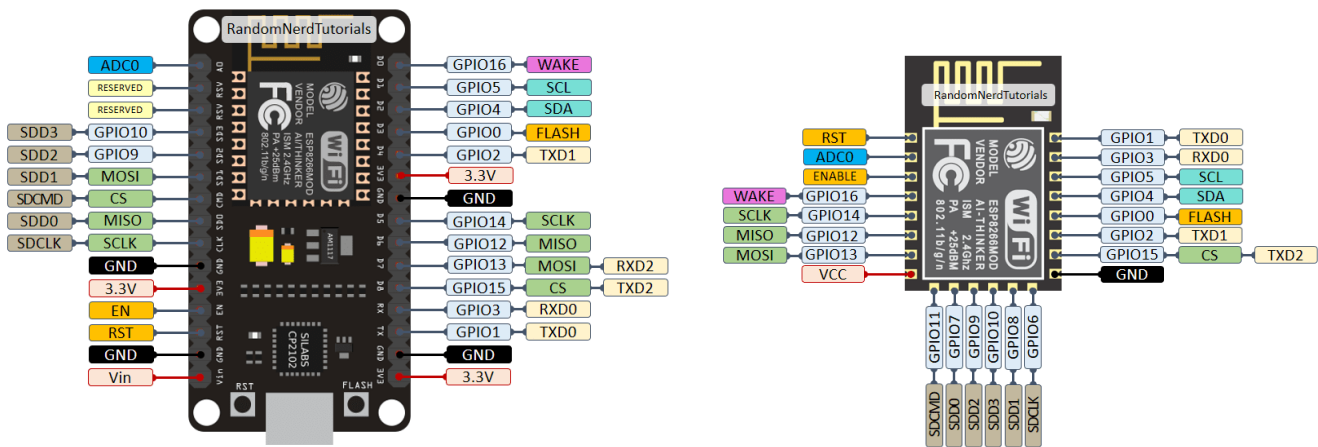 RandomNerdTutorials
ADC0
RESERVED
RESERVED
SDD3 GPIO10
SDD2 GPIO9
SDD1 MOSI
SDCMD CS
SDD0 MISO
SDCLK SCLK
GND
3.3V
EN
RST
GND
Vin
A0
RSV
RSV
SD3
SD2
SD1
CMD
SD0
CLK
GND
3V3
EN
RST
GND
Vin
MODEL ESP8266MOD
VENDOR AI/THINKER
ISM 2.4GHz
PA +25dBm
802.11b/g/n
FC
WiFi
AM1117
SILABS
CP2102
RST
FLASH
D0
D1
D2
D3
D4
3V3
GND
D5
D6
D7
D8
RX
TX
GND
3V3
GPIO16 WAKE
GPIO5 SCL
GPIO4 SDA
GPIO0 FLASH
GPIO2 TXD1
3.3V
GND
GPIO14 SCLK
GPIO12 MISO
GPIO13 MOSI RXD2
GPIO15 CS TXD2
GPIO3 RXD0
GPIO1 TXD0
GND
3.3V
RandomNerdTutorials
RST
ADC0
ENABLE
WAKE GPIO16
SCLK GPIO14
MISO GPIO12
MOSI GPIO13
VCC
MODEL ESP8266MOD
VENDOR AI-THINKER
ISM 2.4GHz
PA +25dBM
802.11b/g/n
FC
WiFi
GPIO1 TXD0
GPIO3 RXD0
GPIO5 SCL
GPIO4 SDA
GPIO0 FLASH
GPIO2 TXD1
GPIO15 CS TXD2
GND
GPIO11 SDCMD
GPIO7 SDD0
GPIO9 SDD2
GPIO10 SDD3
GPIO8 SDD1
GPIO6 SDCLK